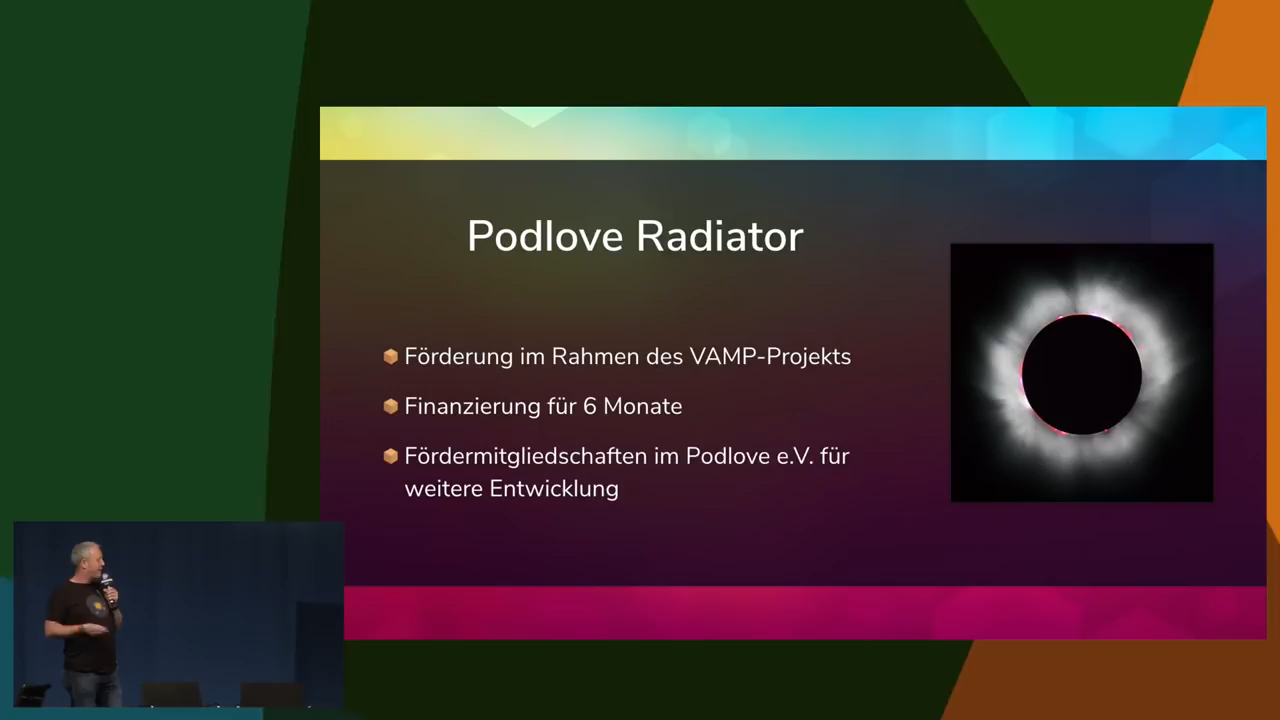 Podlove Radiator
Förderung im Rahmen des VAMP-Projekts
Finanzierung für 6 Monate
Fördermitgliedschaften im Podlove e.V. für
weitere Entwicklung